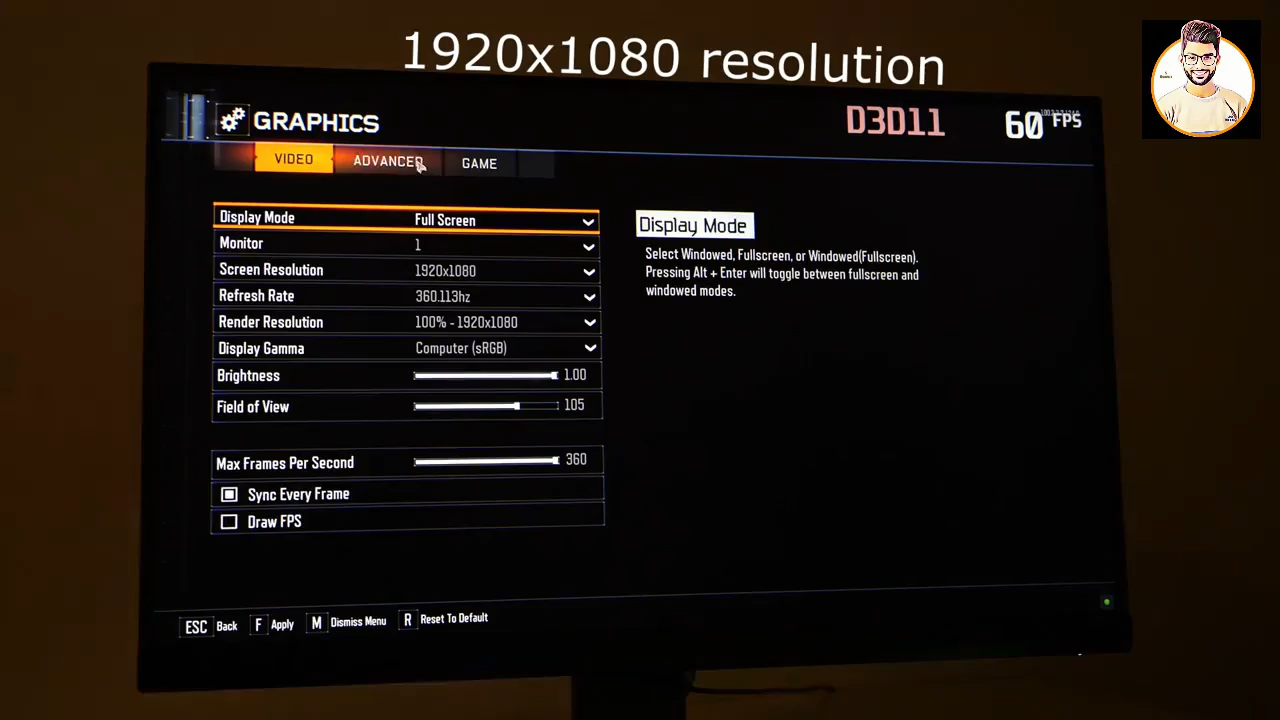 1920x1080 resolution
GRAPHICS
D3D11
60 FPS
VIDEO
ADVANCED
GAME
Display Mode Full Screen
Monitor 1
Screen Resolution 1920x1080
Refresh Rate 360.113hz
Render Resolution 100% - 1920x1080
Display Gamma Computer (sRGB)
Brightness 1.00
Field of View 105
Max Frames Per Second 360
Sync Every Frame
Draw FPS
Display Mode
Select Windowed, Fullscreen, or Windowed(Fullscreen).
Pressing Alt + Enter will toggle between fullscreen and
windowed modes.
ESC Back F Apply M Dismiss Menu R Reset To Default